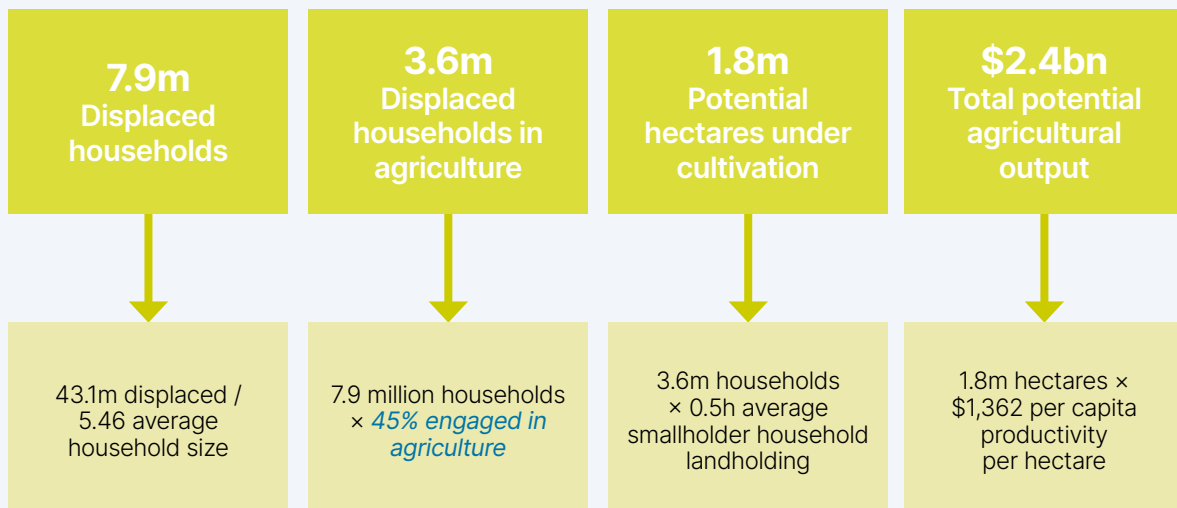 7.9m
Displaced
households
43.1m displaced /
5.46 average
household size
3.6m
Displaced
households in
agriculture
7.9 million households
× 45% engaged in
agriculture
1.8m
Potential
hectares under
cultivation
3.6m households
× 0.5h average
smallholder household
landholding
$2.4bn
Total potential
agricultural
output
1.8m hectares ×
$1,362 per capita
productivity
per hectare